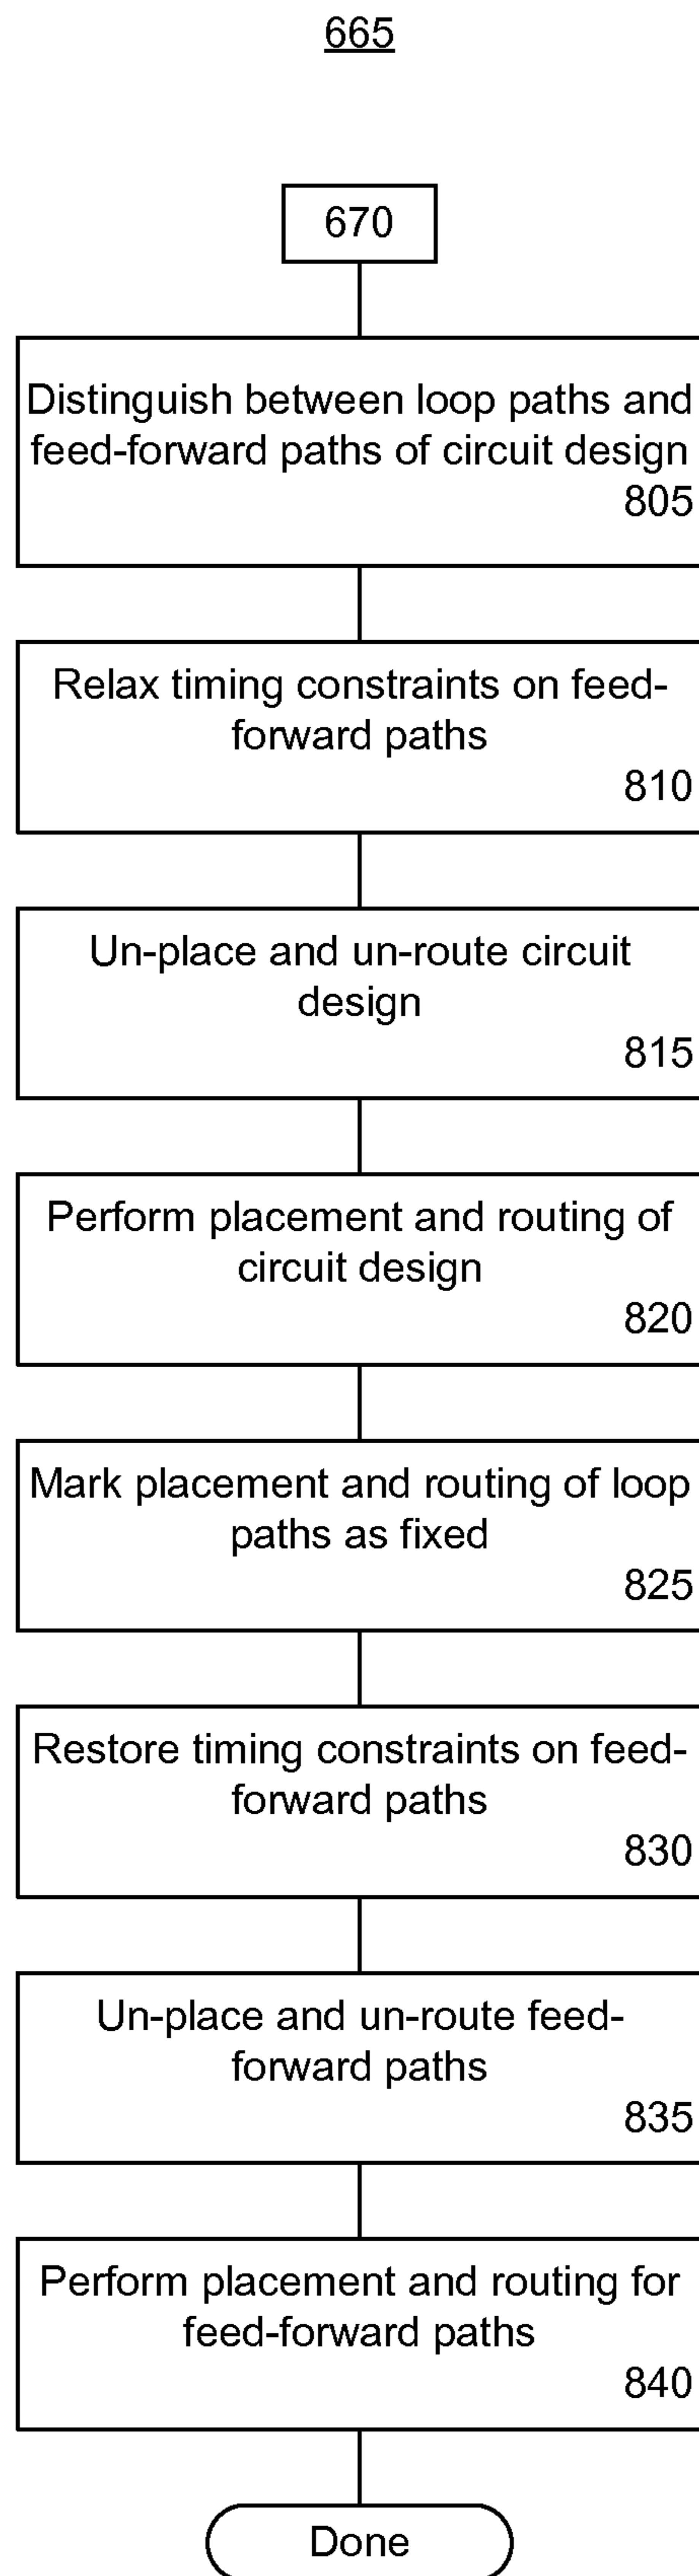 665
670
Distinguish between loop paths and
feed-forward paths of circuit design
805
Relax timing constraints on feed-
forward paths
810
Un-place and un-route circuit
design
815
Perform placement and routing of
circuit design
820
Mark placement and routing of loop
paths as fixed
825
Restore timing constraints on feed-
forward paths
830
Un-place and un-route feed-
forward paths
835
Perform placement and routing for
feed-forward paths
840
Done